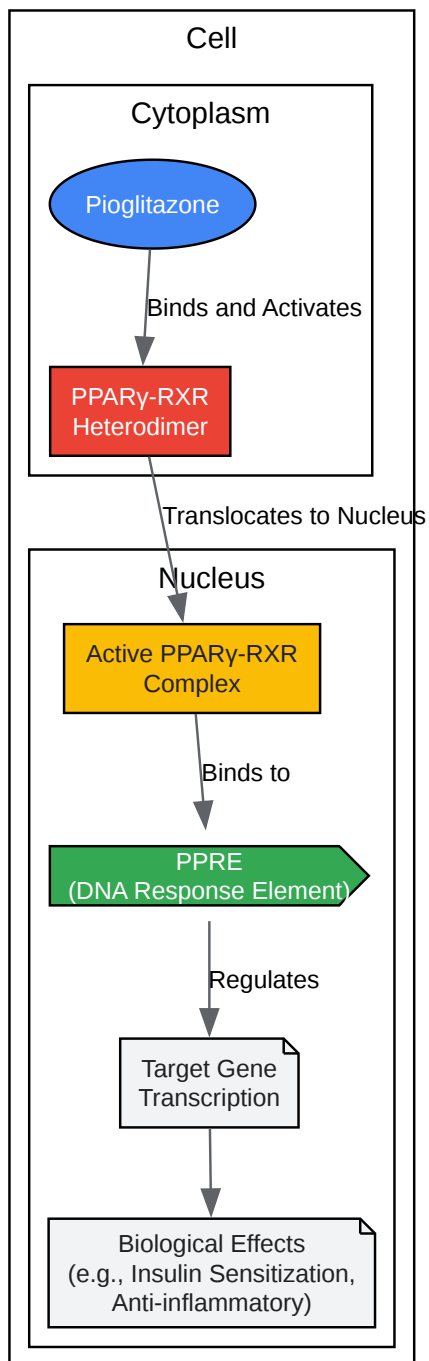 Cell
Cytoplasm
Pioglitazone
Binds and Activates
PPARγ-RXR
Heterodimer
Translocates to Nucleus
Nucleus
Active PPARγ-RXR
Complex
Binds to
PPRE
(DNA Response Element)
Regulates
Target Gene
Transcription
Biological Effects
(e.g., Insulin Sensitization,
Anti-inflammatory)